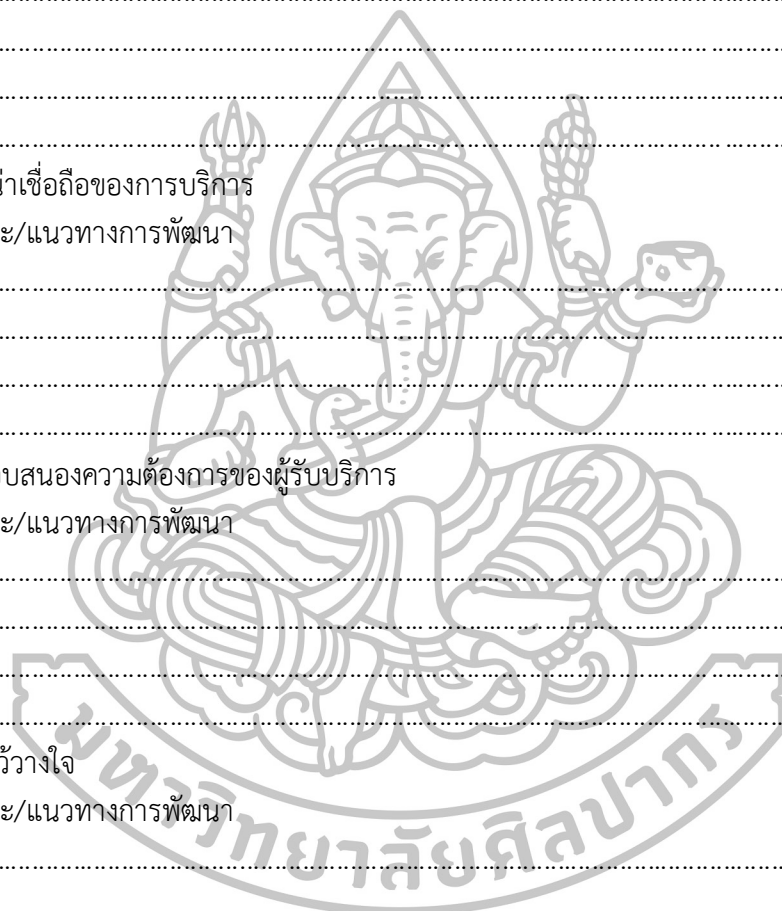 น่าเชื่อถือของการบริการ
ะ/แนวทางการพัฒนา
อบสนองความต้องการของผู้รับบริการ
ะ/แนวทางการพัฒนา
ว้วางใจ
ะ/แนวทางการพัฒนา
มหาวิทยาลัยศิลปากร